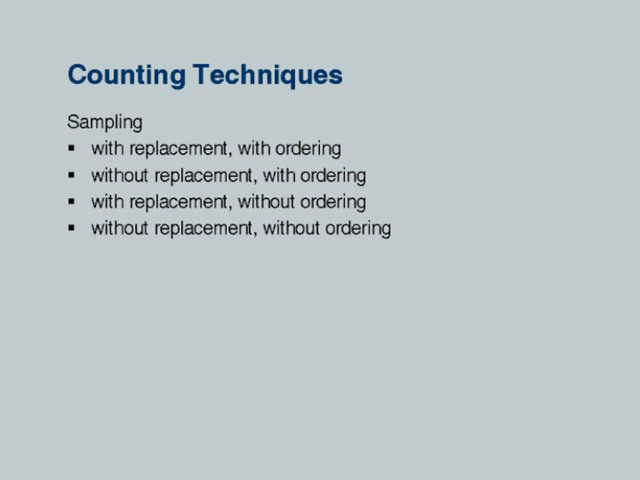 Counting Techniques
Sampling
▪ with replacement, with ordering
▪ without replacement, with ordering
▪ with replacement, without ordering
▪ without replacement, without ordering